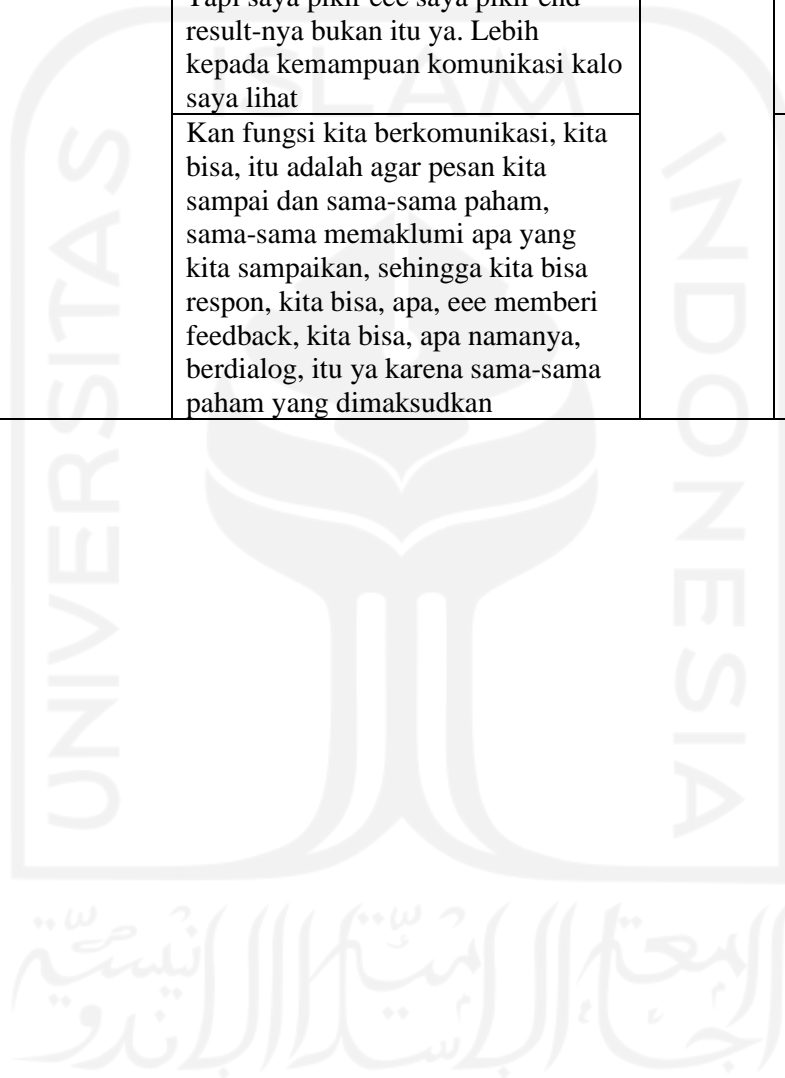 Tapi saya pikir eee saya pikir end
result-nya bukan itu ya. Lebih
kepada kemampuan komunikasi kalo
saya lihat
Kan fungsi kita berkomunikasi, kita
bisa, itu adalah agar pesan kita
sampai dan sama-sama paham,
sama-sama memaklumi apa yang
kita sampaikan, sehingga kita bisa
respon, kita bisa, apa, eee memberi
feedback, kita bisa, apa namanya,
berdialog, itu ya karena sama-sama
paham yang dimaksudkan
ISLAM
UNIVERSITAS
INDONESIA